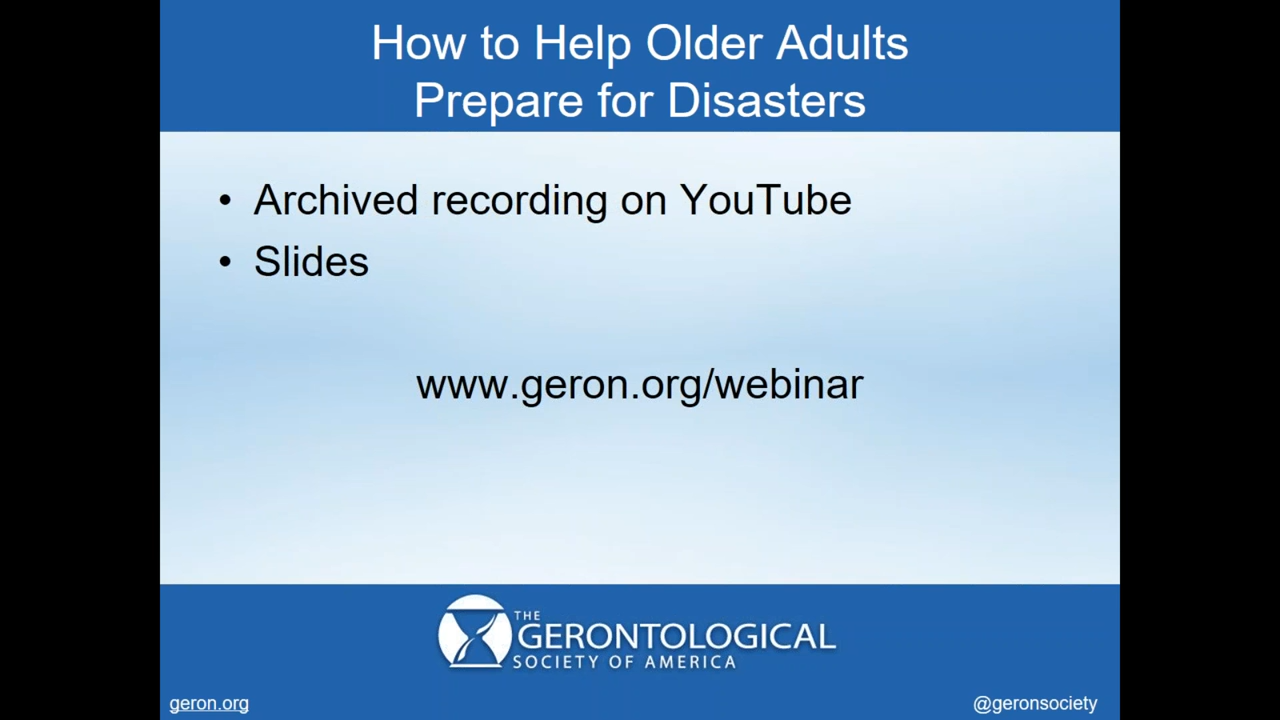 How to Help Older Adults
Prepare for Disasters
• Archived recording on YouTube
• Slides
www.geron.org/webinar
THE
GERONTOLOGICAL
SOCIETY OF AMERICA
geron.org
@geronsociety